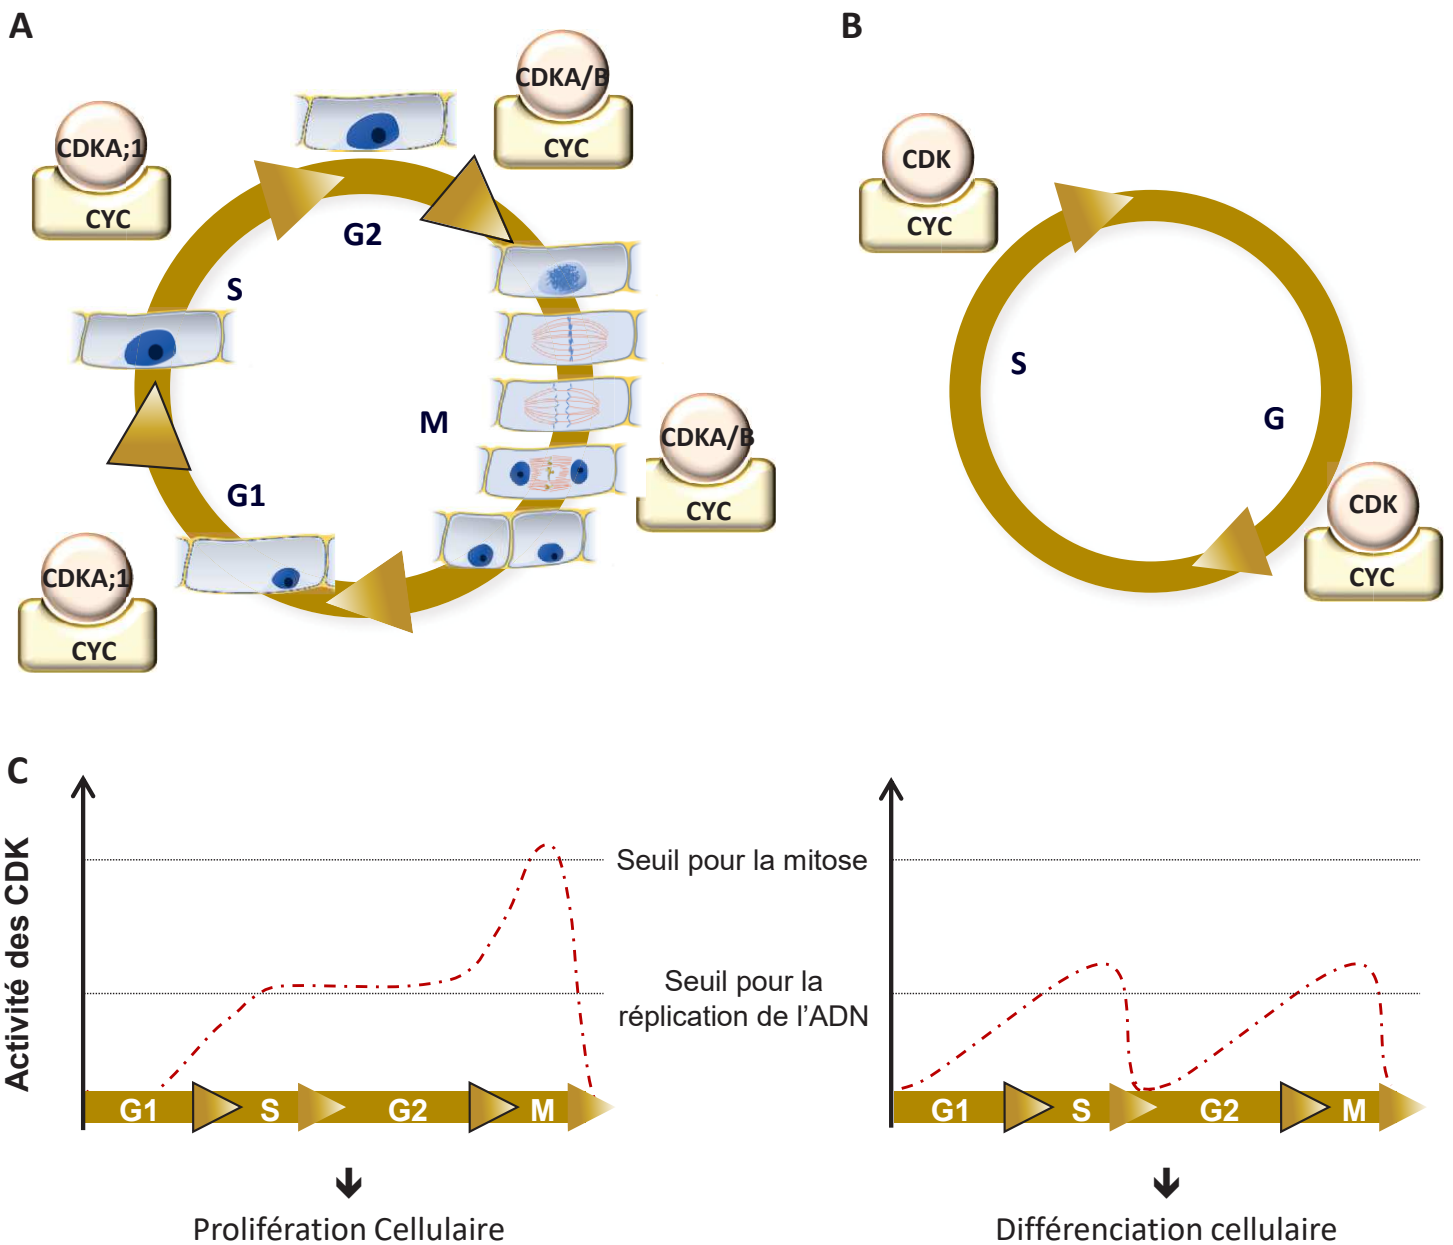 A
B
CDKA/B
CYC
CDKA;1
CYC
CDK
CYC
G2
S
S
M
G
CDKA/B
CYC
G1
CDK
CYC
CDKA;1
CYC
C
Activité des CDK
Seuil pour la mitose
Seuil pour la
réplication de l’ADN
G1 S G2 M
G1 S G2 M
Prolifération Cellulaire
Différenciation cellulaire